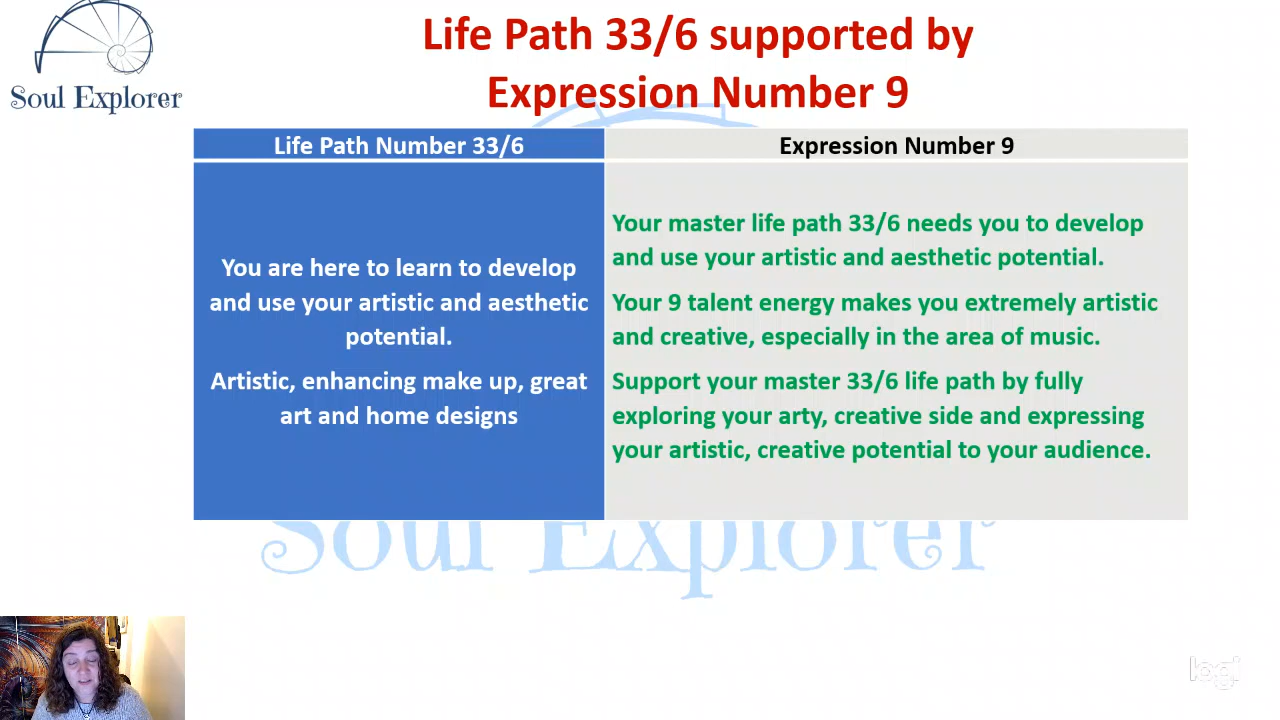 Life Path 33/6 supported by
Expression Number 9
Soul Explorer
Life Path Number 33/6
Expression Number 9
You are here to learn to develop
and use your artistic and aesthetic
potential.
Artistic, enhancing make up, great
art and home designs
Your master life path 33/6 needs you to develop
and use your artistic and aesthetic potential.
Your 9 talent energy makes you extremely artistic
and creative, especially in the area of music.
Support your master 33/6 life path by fully
exploring your arty, creative side and expressing
your artistic, creative potential to your audience.
Soul Explorer
logi